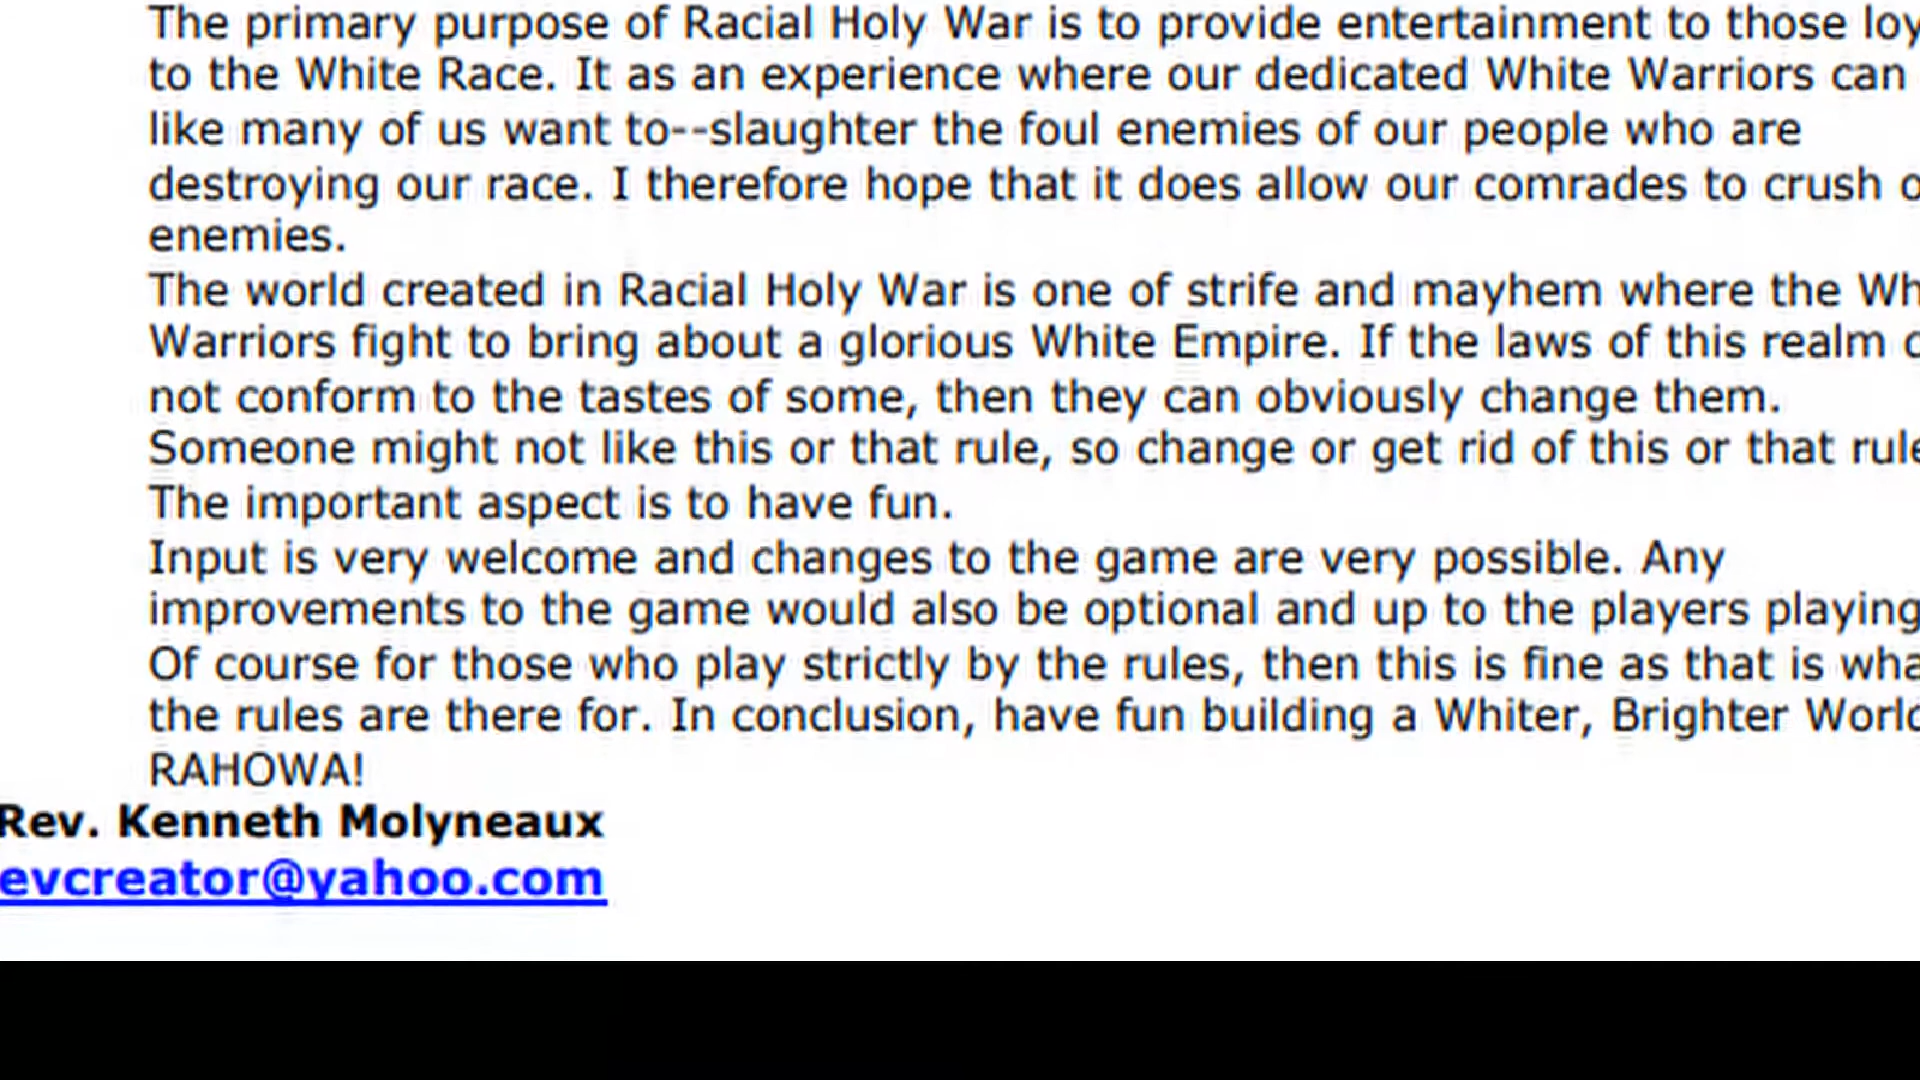 The primary purpose of Racial Holy War is to provide entertainment to those loy
to the White Race. It as an experience where our dedicated White Warriors can
like many of us want to--slaughter the foul enemies of our people who are
destroying our race. I therefore hope that it does allow our comrades to crush o
enemies.
The world created in Racial Holy War is one of strife and mayhem where the Wh
Warriors fight to bring about a glorious White Empire. If the laws of this realm d
not conform to the tastes of some, then they can obviously change them.
Someone might not like this or that rule, so change or get rid of this or that rule
The important aspect is to have fun.
Input is very welcome and changes to the game are very possible. Any
improvements to the game would also be optional and up to the players playing
Of course for those who play strictly by the rules, then this is fine as that is wha
the rules are there for. In conclusion, have fun building a Whiter, Brighter World
RAHOWA!
Rev. Kenneth Molyneaux
evcreator@yahoo.com